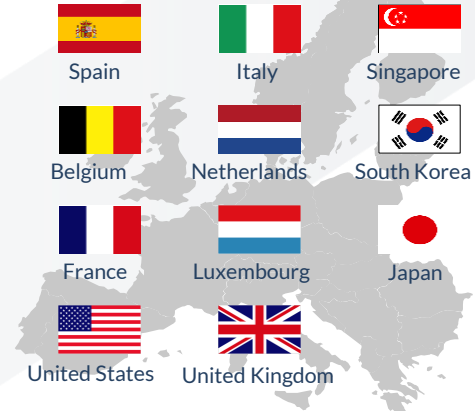 Spain
Italy
Singapore
Belgium
Netherlands
South Korea
France
Luxembourg
Japan
United States
United Kingdom